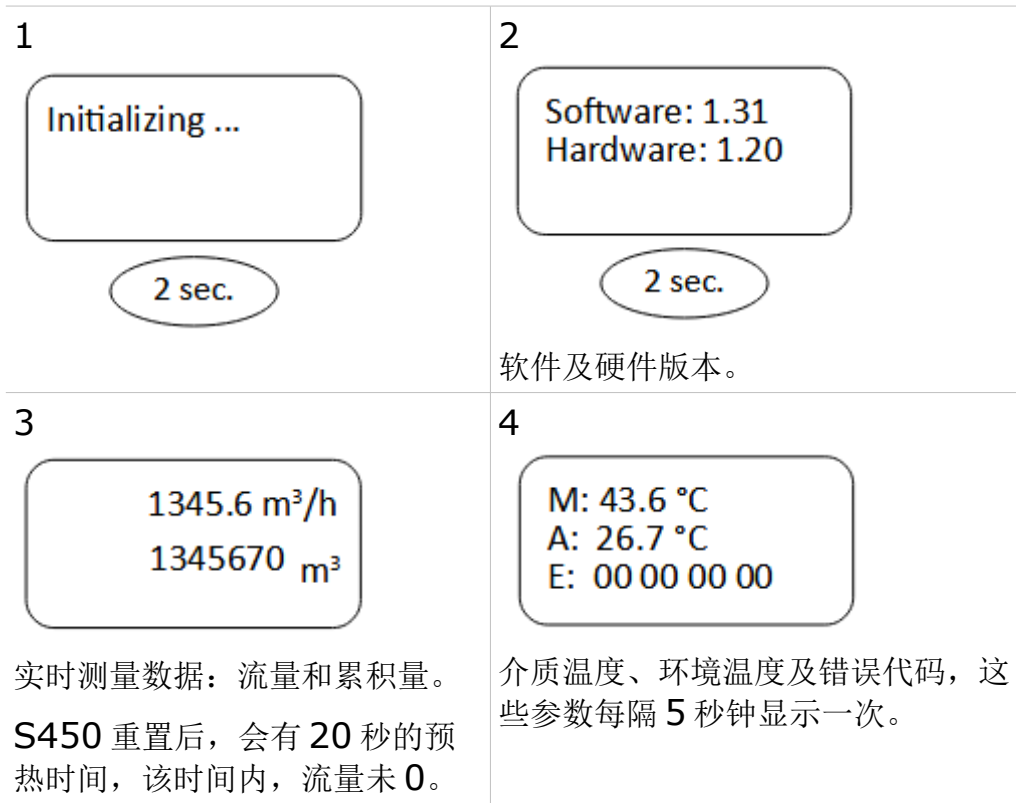 1
Initializing ...
2 sec.
2
Software: 1.31
Hardware: 1.20
2 sec.
软件及硬件版本。
3
1345.6 m³/h
1345670 m³
实时测量数据：流量和累积量。
S450 重置后，会有 20 秒的预
热时间，该时间内，流量未 0。
4
M: 43.6 °C
A: 26.7 °C
E: 00 00 00 00
介质温度、环境温度及错误代码，这
些参数每隔 5 秒钟显示一次。